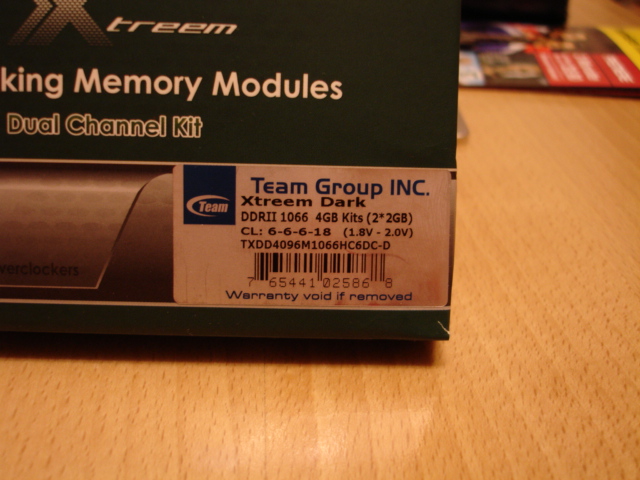 Xtreem
king Memory Modules
Dual Channel Kit
Team
Team Group INC.
Xtreem Dark
DDRII 1066 4GB Kits (2*2GB)
CL: 6-6-6-18 (1.8V - 2.0V)
TXDD4096M1066HC6DC-D
7 65441 02586 8
Warranty void if removed
verclockers